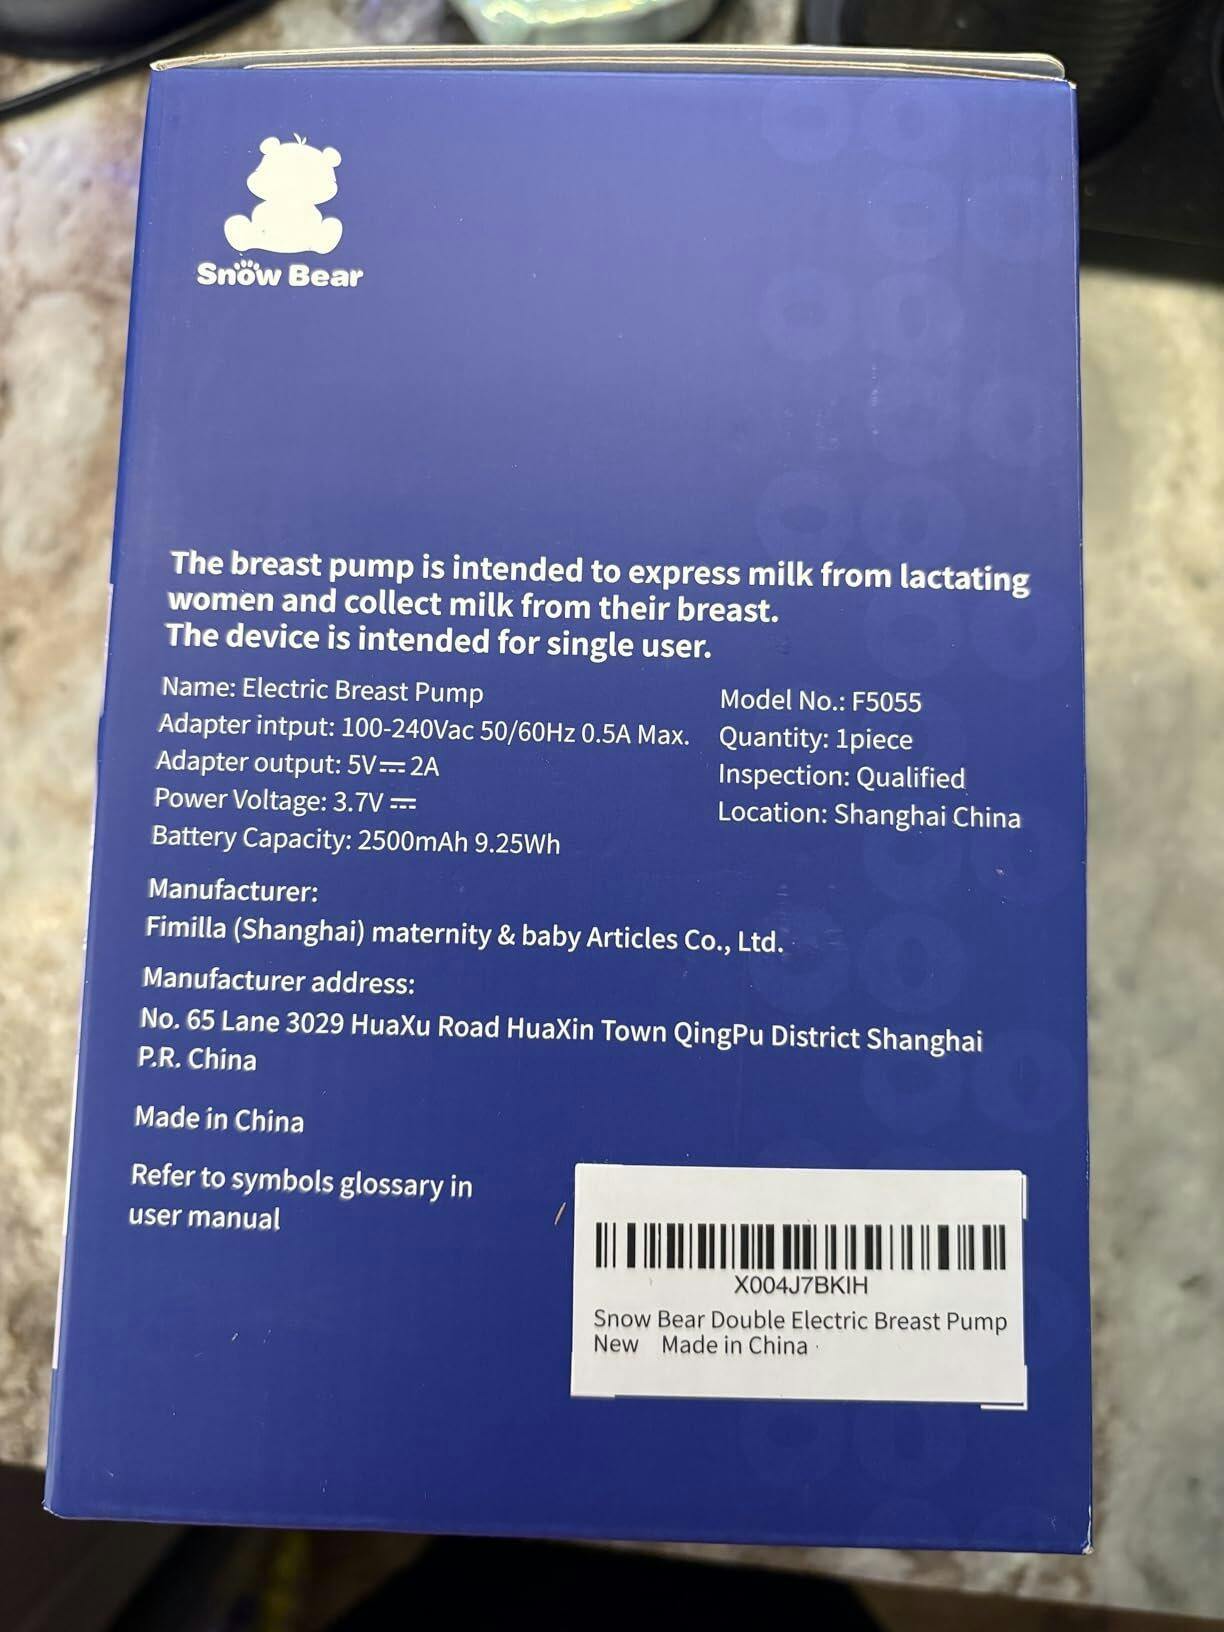 Snow Bear
The breast pump is intended to express milk from lactating
women and collect milk from their breast.
The device is intended for single user.
Name: Electric Breast Pump
Adapter intput: 100-240Vac 50/60Hz 0.5A Max.
Adapter output: 5V⎓2A
Power Voltage: 3.7V⎓
Battery Capacity: 2500mAh 9.25Wh
Model No.: F5055
Quantity: 1piece
Inspection: Qualified
Location: Shanghai China
Manufacturer:
Fimilla (Shanghai) maternity & baby Articles Co., Ltd.
Manufacturer address:
No. 65 Lane 3029 HuaXu Road HuaXin Town QingPu District Shanghai
P.R. China
Made in China
Refer to symbols glossary in
user manual
X004J7BKIH
Snow Bear Double Electric Breast Pump
New Made in China